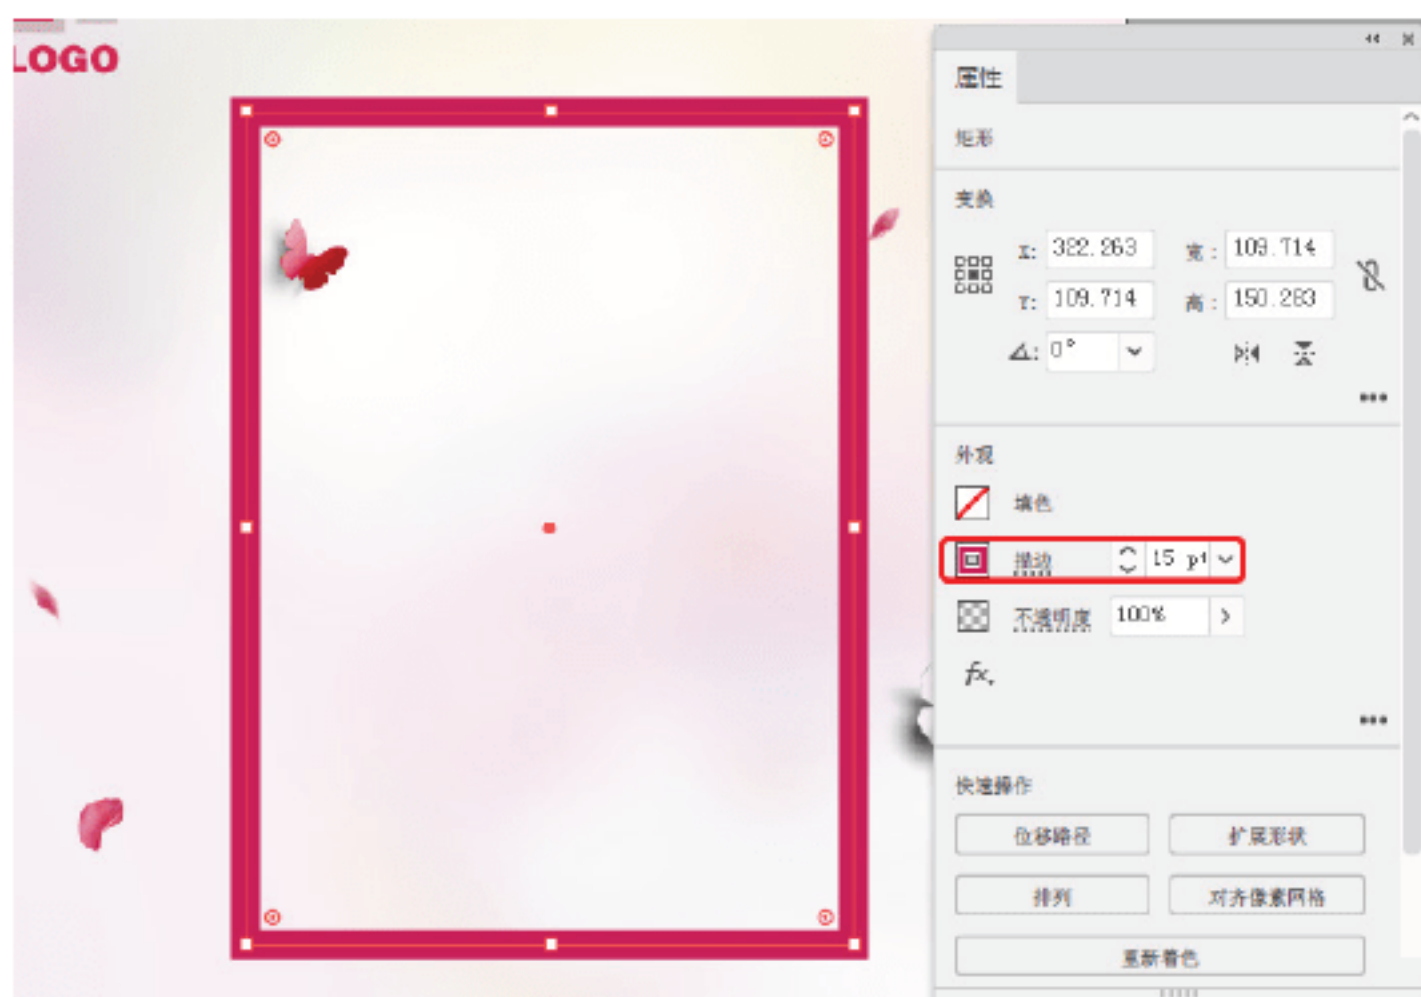 LOGO
属性
矩形
变换
X: 322.263 宽: 109.714
Y: 109.714 高: 150.283
0°
外观
填色
描边 15 pt
不透明度 100%
fx.
快速操作
位移路径 扩展形状
排列 对齐像素网格
重新着色